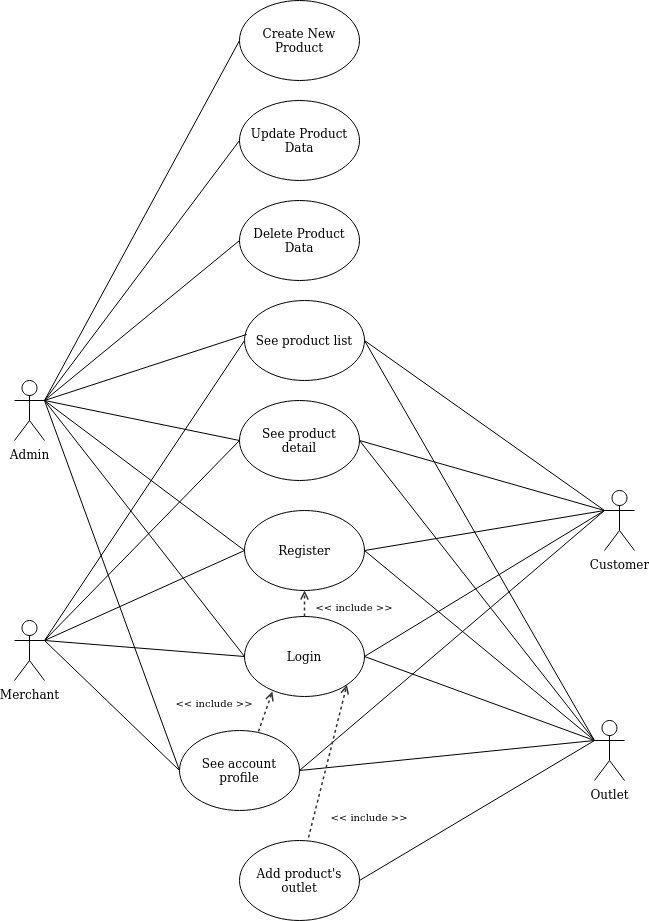 Create New
Product
Update Product
Data
Delete Product
Data
See product list
See product
detail
Admin
Register
Customer
<< include >>
Login
Merchant
<< include >>
See account
profile
Outlet
<< include >>
Add product's
outlet